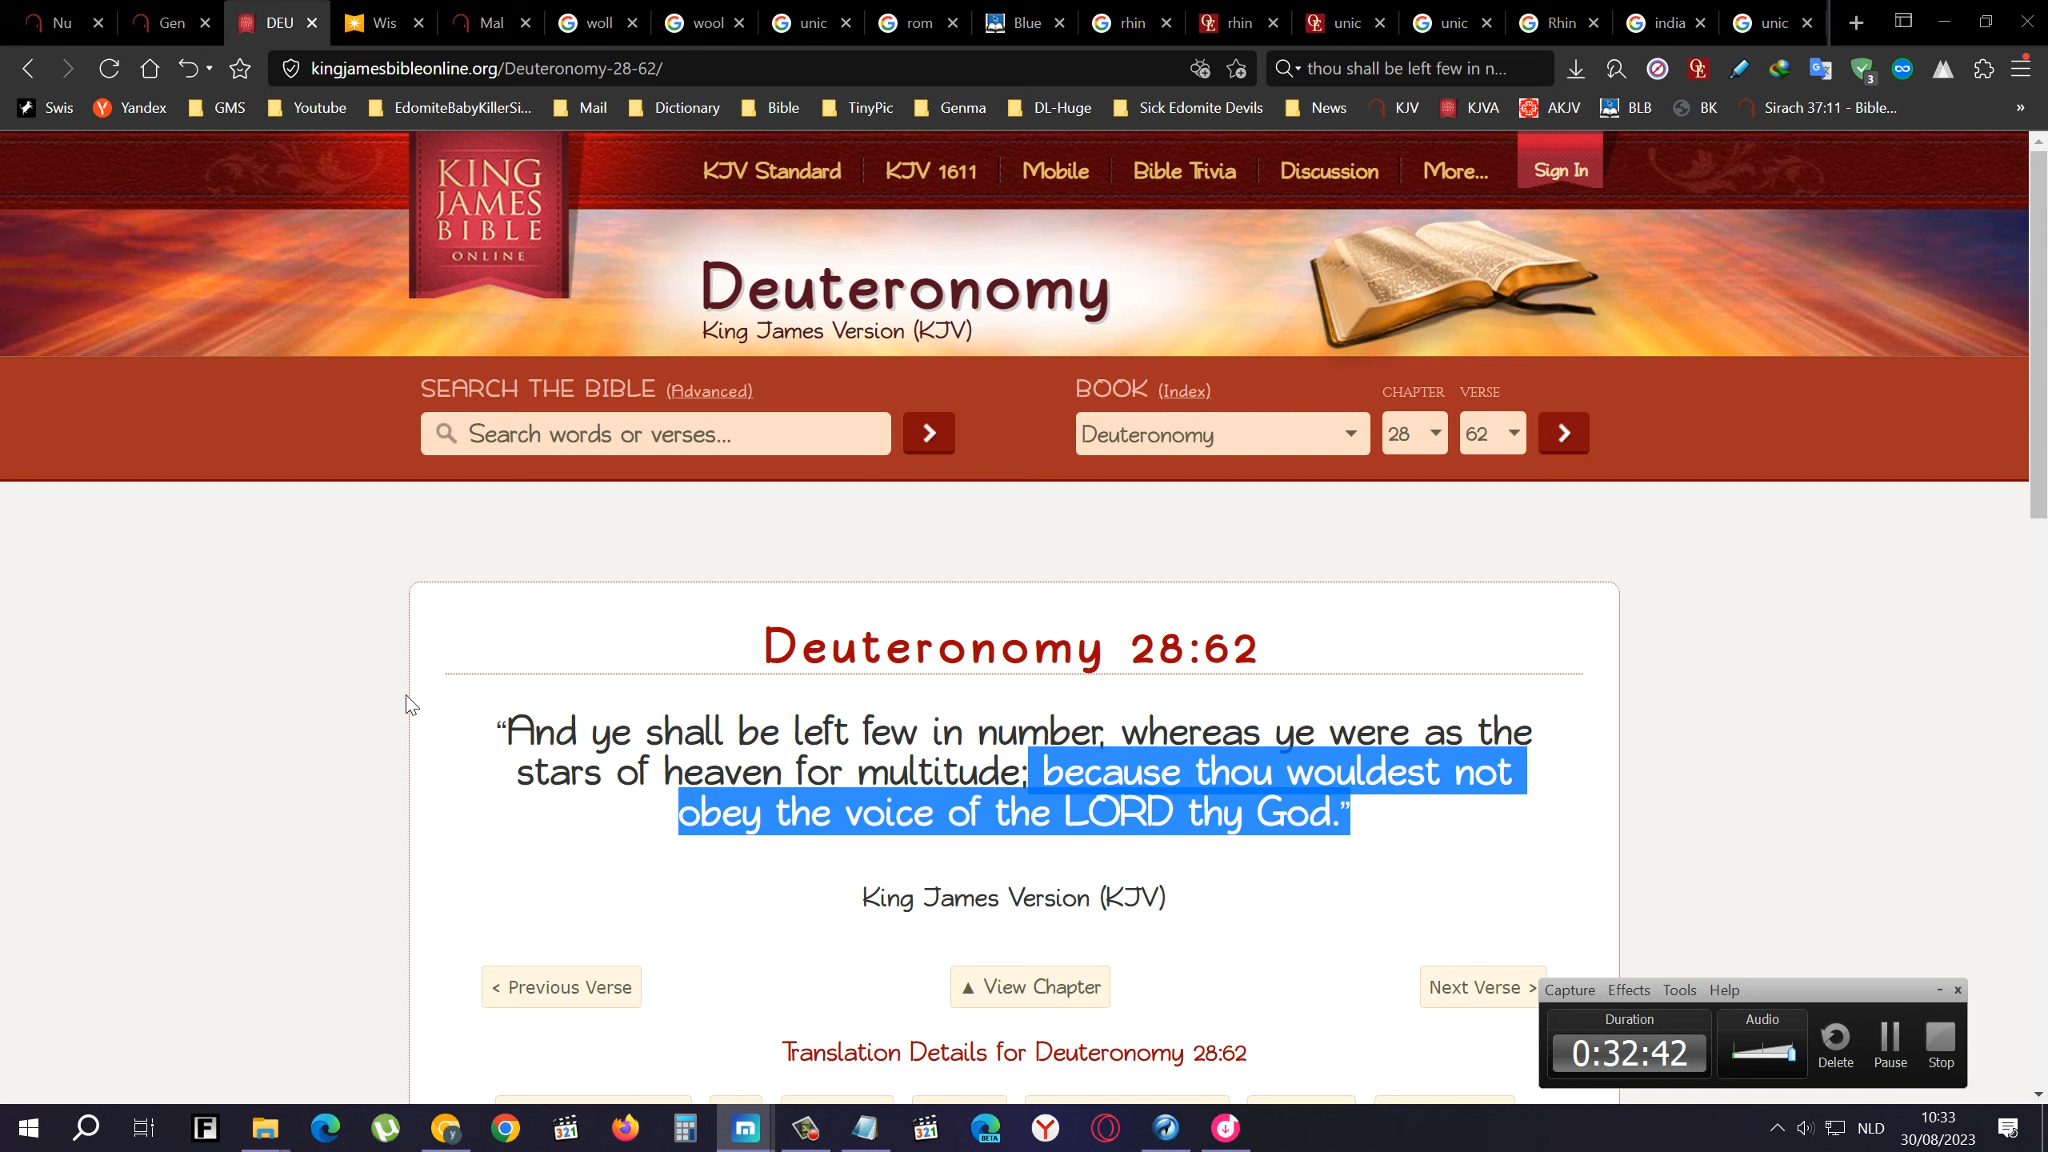 Nu
Gen
DEU
Wis
Mal
woll
wool
unic
rom
Blue
rhin
rhin
unic
unic
Rhin
india
unic
kingjamesbibleonline.org/Deuteronomy-28-62/
thou shall be left few in n...
3
Swis
Yandex
GMS
Youtube
EdomiteBabyKillerSi...
Mail
Dictionary
Bible
TinyPic
Genma
DL-Huge
Sick Edomite Devils
News
KJV
KJVA
AKJV
BLB
BK
Sirach 37:11 - Bible...
»
KING
JAMES
BIBLE
ONLINE
KJV Standard
KJV 1611
Mobile
Bible Trivia
Discussion
More...
Sign In
Deuteronomy
King James Version (KJV)
SEARCH THE BIBLE (Advanced)
Search words or verses...
BOOK (Index)
Deuteronomy
CHAPTER
28
VERSE
62
Deuteronomy 28:62
“And ye shall be left few in number, whereas ye were as the
stars of heaven for multitude; because thou wouldest not
obey the voice of the LORD thy God.”
King James Version (KJV)
< Previous Verse
▲ View Chapter
Next Verse >
Translation Details for Deuteronomy 28:62
Capture Effects Tools Help
Duration
0:32:42
Audio
Delete
Pause
Stop
321
321
BETA
NLD
10:33
30/08/2023